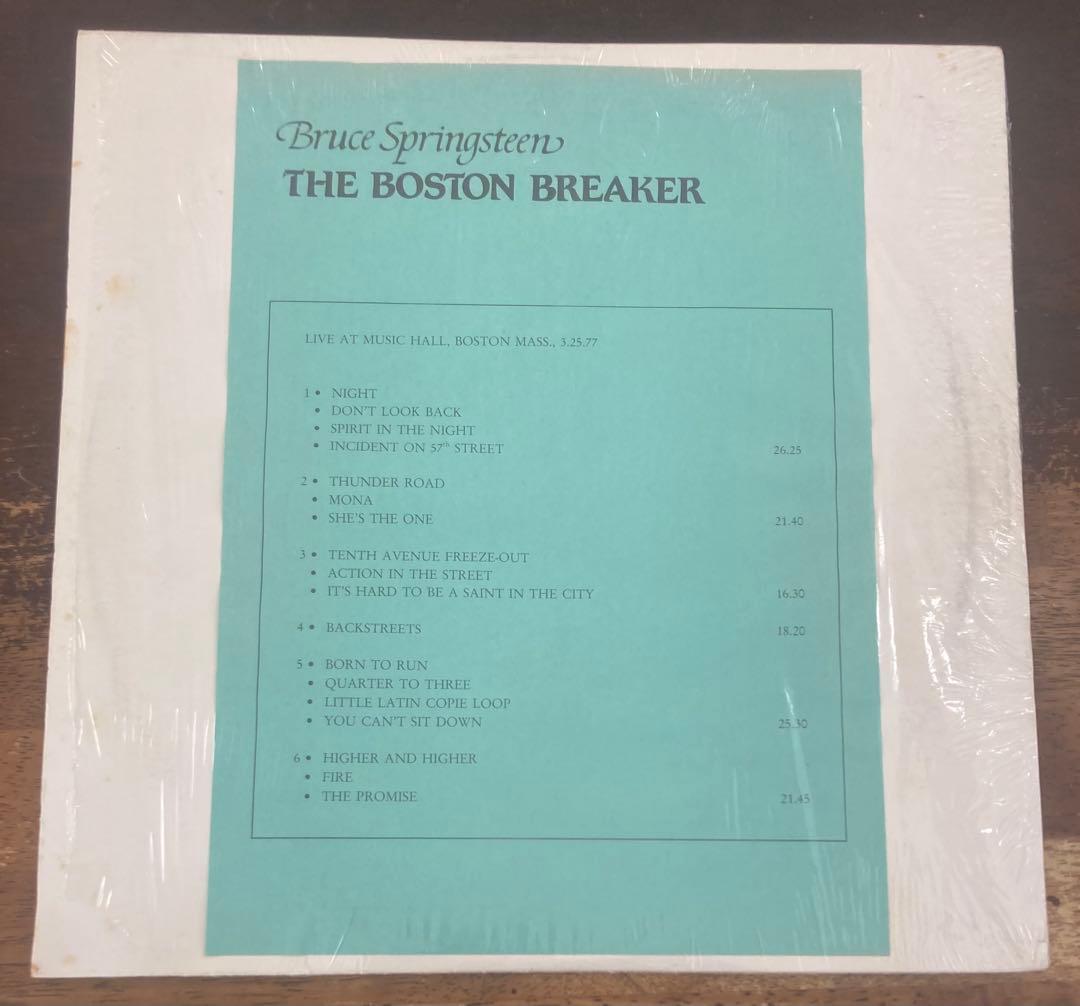 Bruce Springsteen
THE BOSTON BREAKER
LIVE AT MUSIC HALL, BOSTON MASS., 3.25.77
1 • NIGHT
• DON'T LOOK BACK
• SPIRIT IN THE NIGHT
• INCIDENT ON 57th STREET 26.25
2 • THUNDER ROAD
• MONA
• SHE'S THE ONE 21.40
3 • TENTH AVENUE FREEZE-OUT
• ACTION IN THE STREET
• IT'S HARD TO BE A SAINT IN THE CITY 16.30
4 • BACKSTREETS 18.20
5 • BORN TO RUN
• QUARTER TO THREE
• LITTLE LATIN COPIE LOOP
• YOU CAN'T SIT DOWN 25.30
6 • HIGHER AND HIGHER
• FIRE
• THE PROMISE 21.45